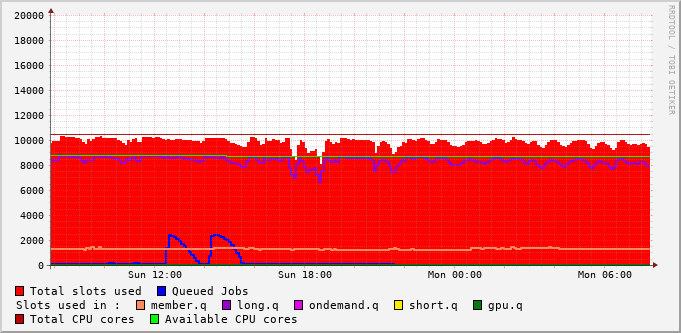 RRDTOOL / TOBI OETIKER
20000
18000
16000
14000
12000
10000
8000
6000
4000
2000
0
Sun 12:00 Sun 18:00 Mon 00:00 Mon 06:00
Total slots used Queued Jobs
Slots used in : member.q long.q ondemand.q short.q gpu.q
Total CPU cores Available CPU cores